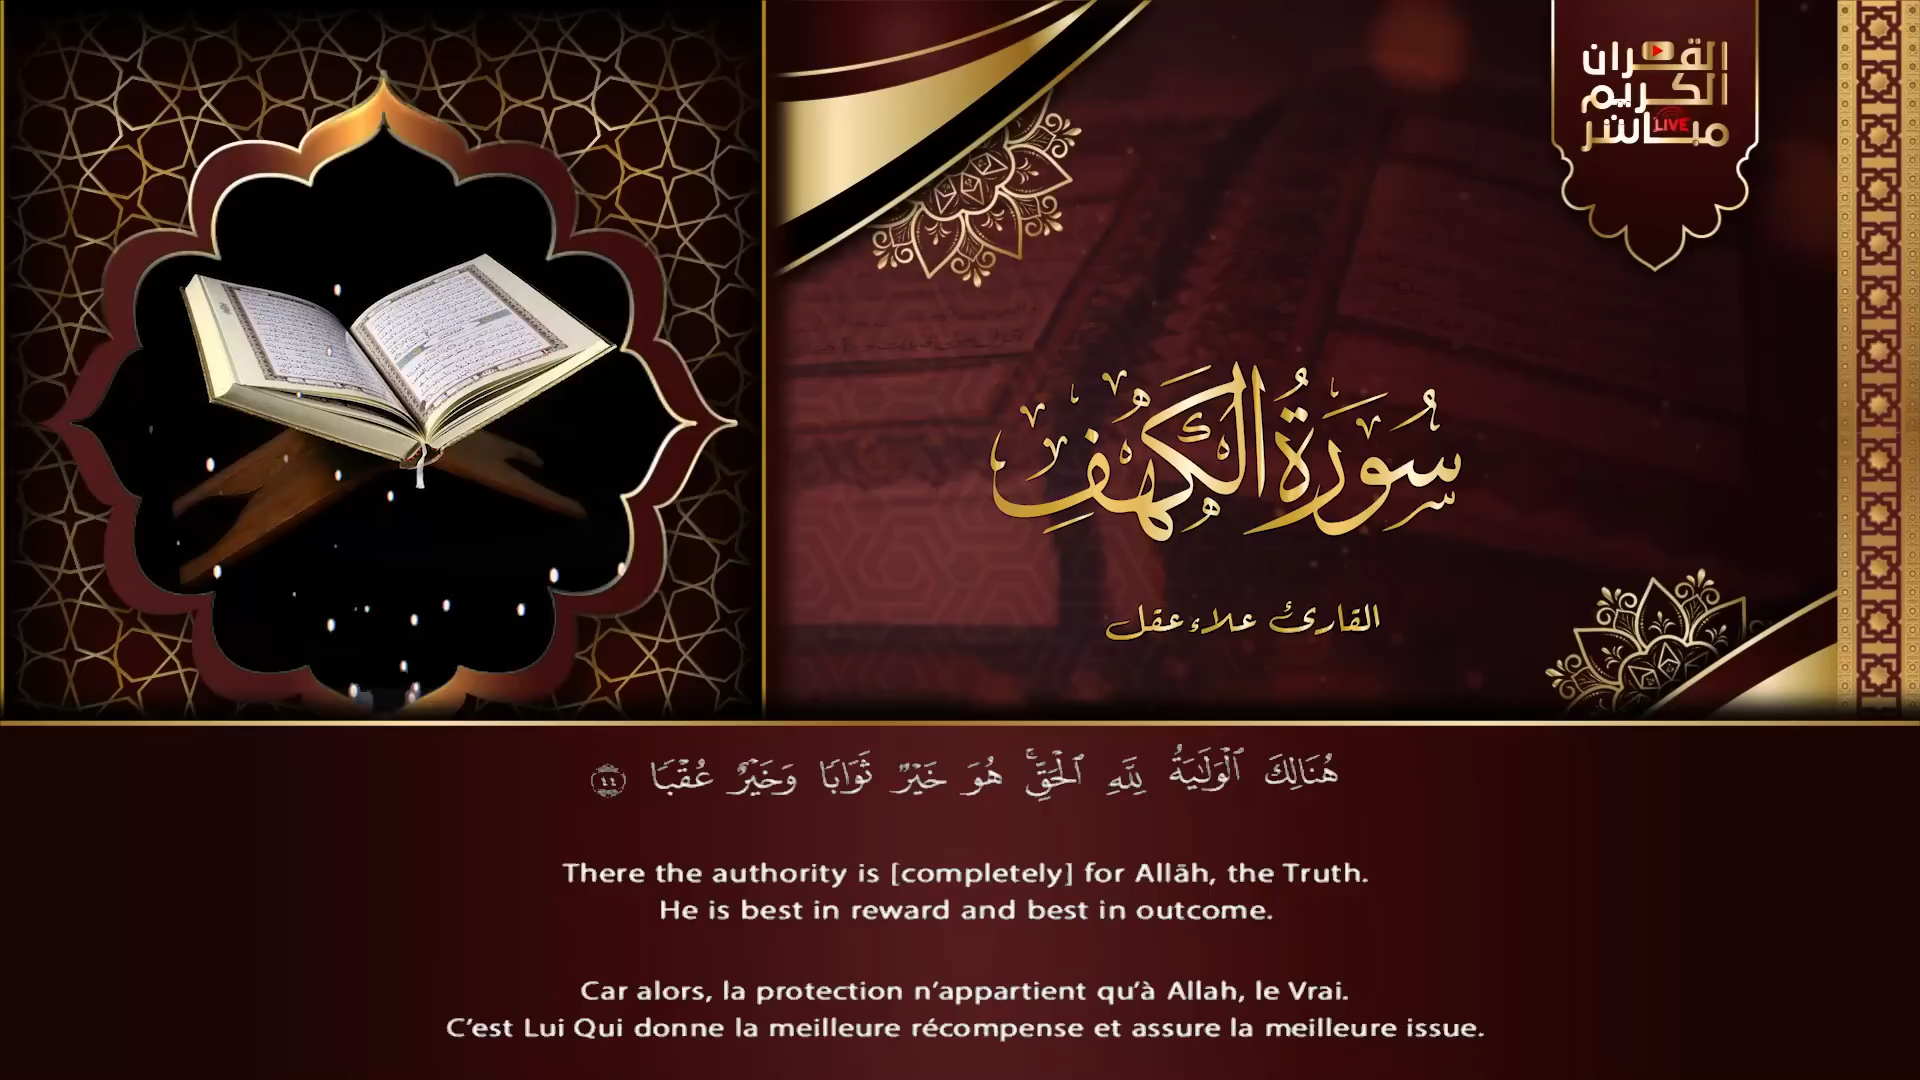 القرآن
الكريم
مباشر
LIVE
سُورَةُ الْكَهْفِ
القارئ علاء عقل
هُنَالِكَ ٱلْوَلَٰيَةُ لِلَّهِ ٱلْحَقِّ ۚ هُوَ خَيْرٌ ثَوَابًا وَخَيْرٌ عُقْبًا ٤٤
There the authority is [completely] for Allāh, the Truth.
He is best in reward and best in outcome.
Car alors, la protection n’appartient qu’à Allah, le Vrai.
C’est Lui Qui donne la meilleure récompense et assure la meilleure issue.